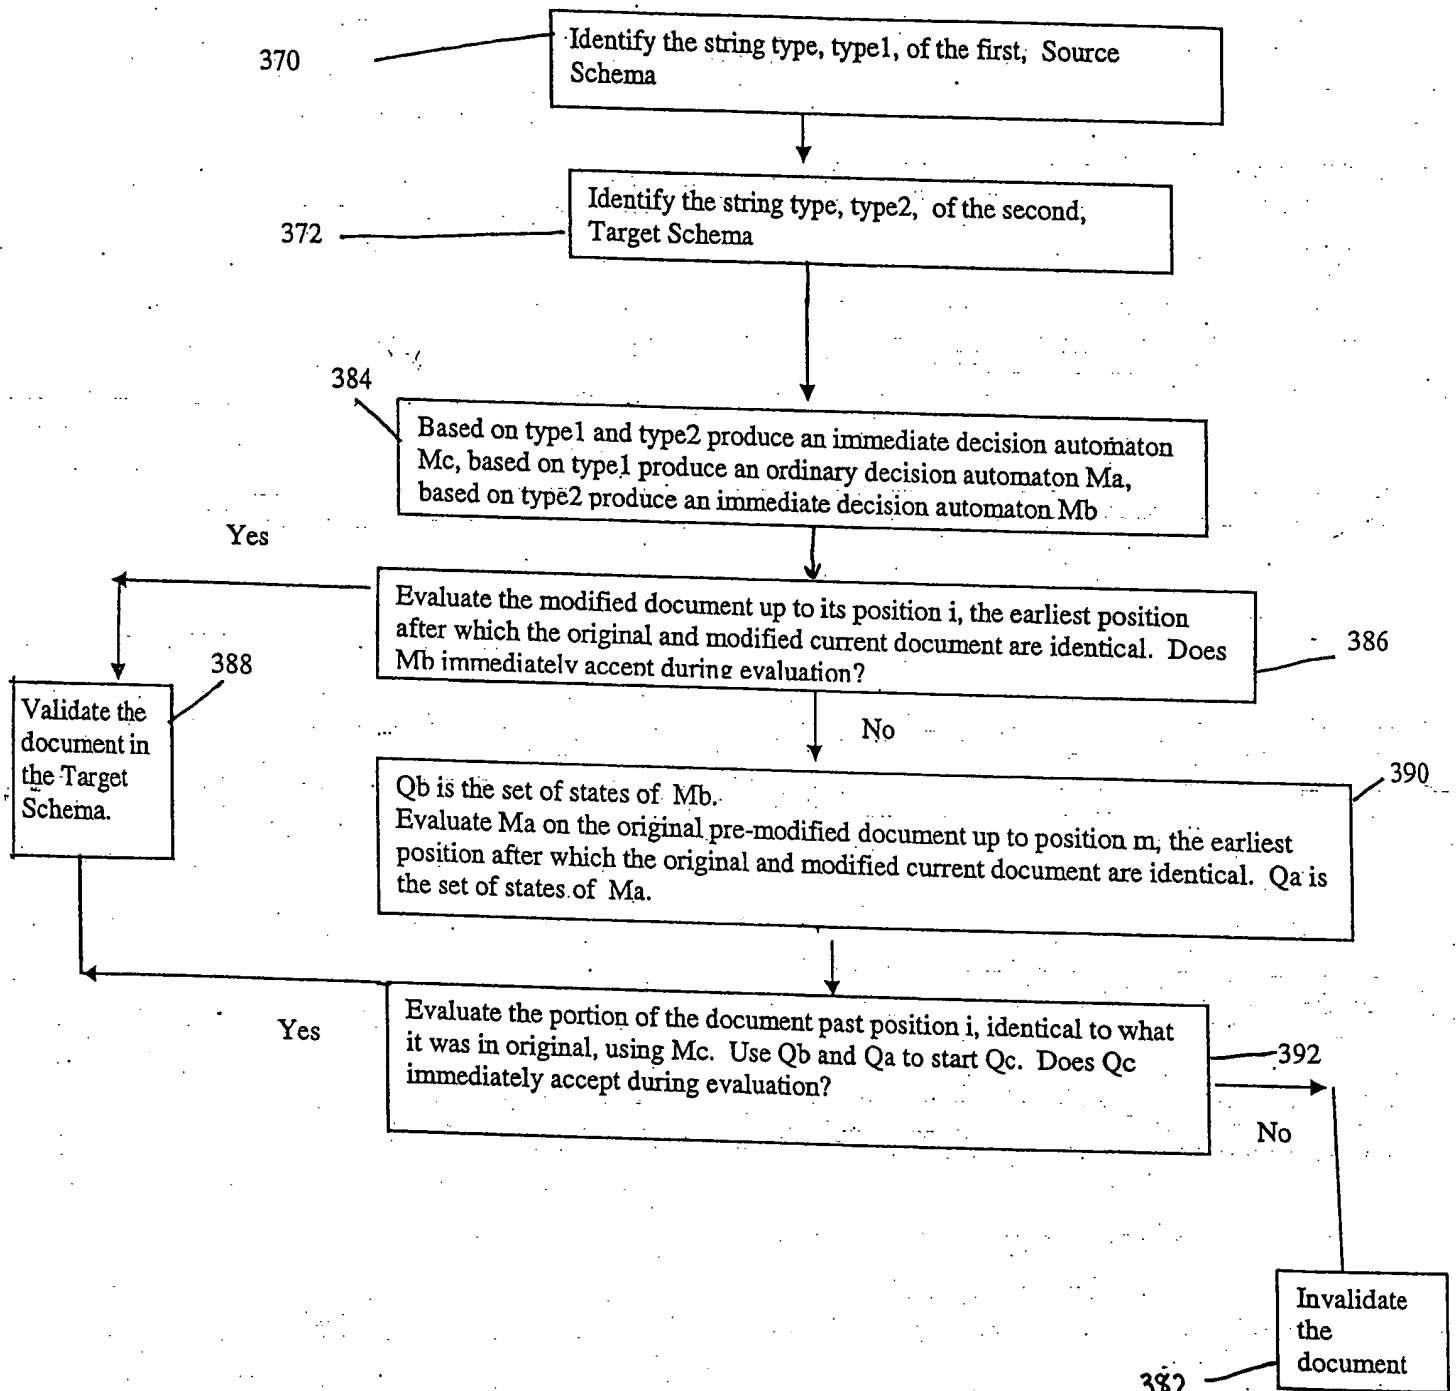 370
Identify the string type, type1, of the first, Source
Schema
Identify the string type, type2, of the second,
Target Schema
372
384
Based on type1 and type2 produce an immediate decision automaton
Mc, based on type1 produce an ordinary decision automaton Ma,
based on type2 produce an immediate decision automaton Mb
Yes
Evaluate the modified document up to its position i, the earliest position
after which the original and modified current document are identical. Does
Mb immediately accept during evaluation?
386
388
Validate the
document in
the Target
Schema.
No
390
Qb is the set of states of Mb.
Evaluate Ma on the original pre-modified document up to position m, the earliest
position after which the original and modified current document are identical. Qa is
the set of states of Ma.
Yes
Evaluate the portion of the document past position i, identical to what
it was in original, using Mc. Use Qb and Qa to start Qc. Does Qc
immediately accept during evaluation?
392
No
Invalidate
the
document
382